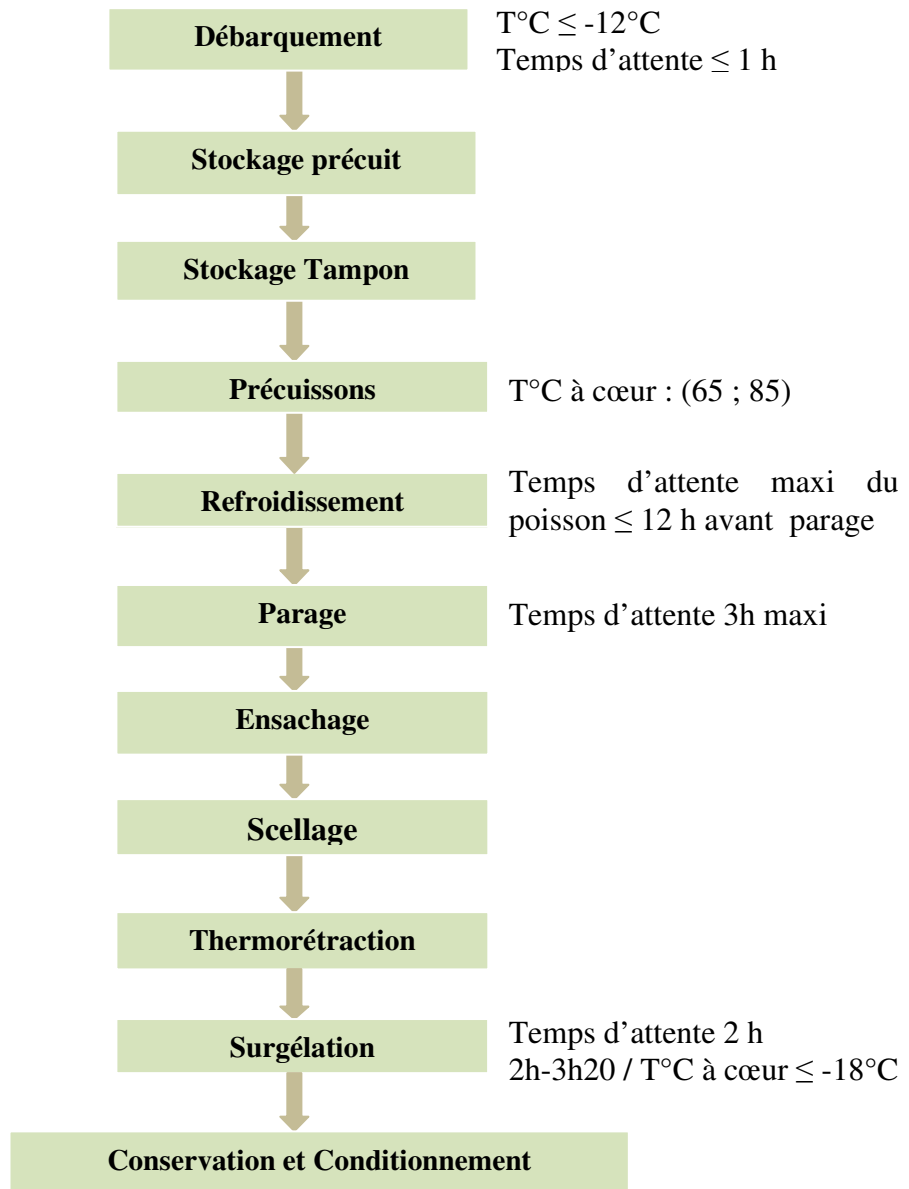 Débarquement
T°C ≤ -12°C
Temps d'attente ≤ 1 h
Stockage précuit
Stockage Tampon
Précuissons
T°C à cœur : (65 ; 85)
Refroidissement
Temps d'attente maxi du
poisson ≤ 12 h avant parage
Parage
Temps d'attente 3h maxi
Ensachage
Scellage
Thermorétraction
Surgélation
Temps d'attente 2 h
2h-3h20 / T°C à cœur ≤ -18°C
Conservation et Conditionnement